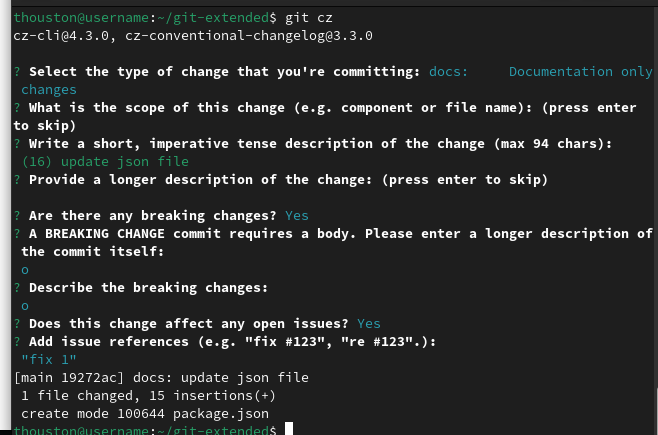 thouston@username:~/git-extended$ git cz
cz-cli@4.3.0, cz-conventional-changelog@3.3.0
? Select the type of change that you're committing: docs:     Documentation only
changes
? What is the scope of this change (e.g. component or file name): (press enter
to skip)
? Write a short, imperative tense description of the change (max 94 chars):
(16) update json file
? Provide a longer description of the change: (press enter to skip)
? Are there any breaking changes? Yes
? A BREAKING CHANGE commit requires a body. Please enter a longer description of
the commit itself:
o
? Describe the breaking changes:
o
? Does this change affect any open issues? Yes
? Add issue references (e.g. "fix #123", "re #123".):
"fix 1"
[main 19272ac] docs: update json file
1 file changed, 15 insertions(+)
create mode 100644 package.json
thouston@username:~/git-extended$